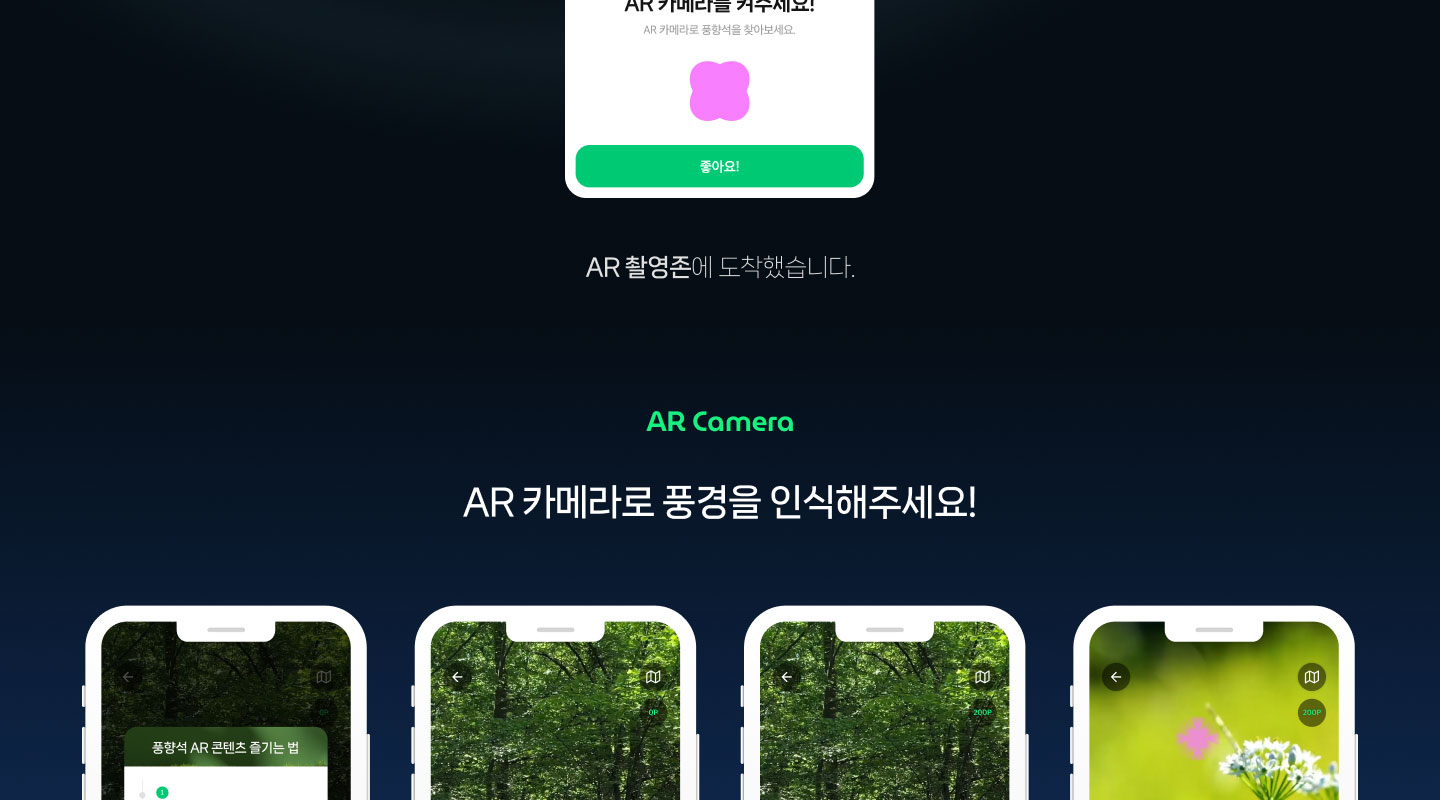 AR 카메라를 켜주세요!
AR 카메라로 풍향석을 찾아보세요.
좋아요!
AR 촬영존에 도착했습니다.
AR Camera
AR 카메라로 풍경을 인식해주세요!
0P
0P
200P
200P
풍향석 AR 콘텐츠 즐기는 법
1